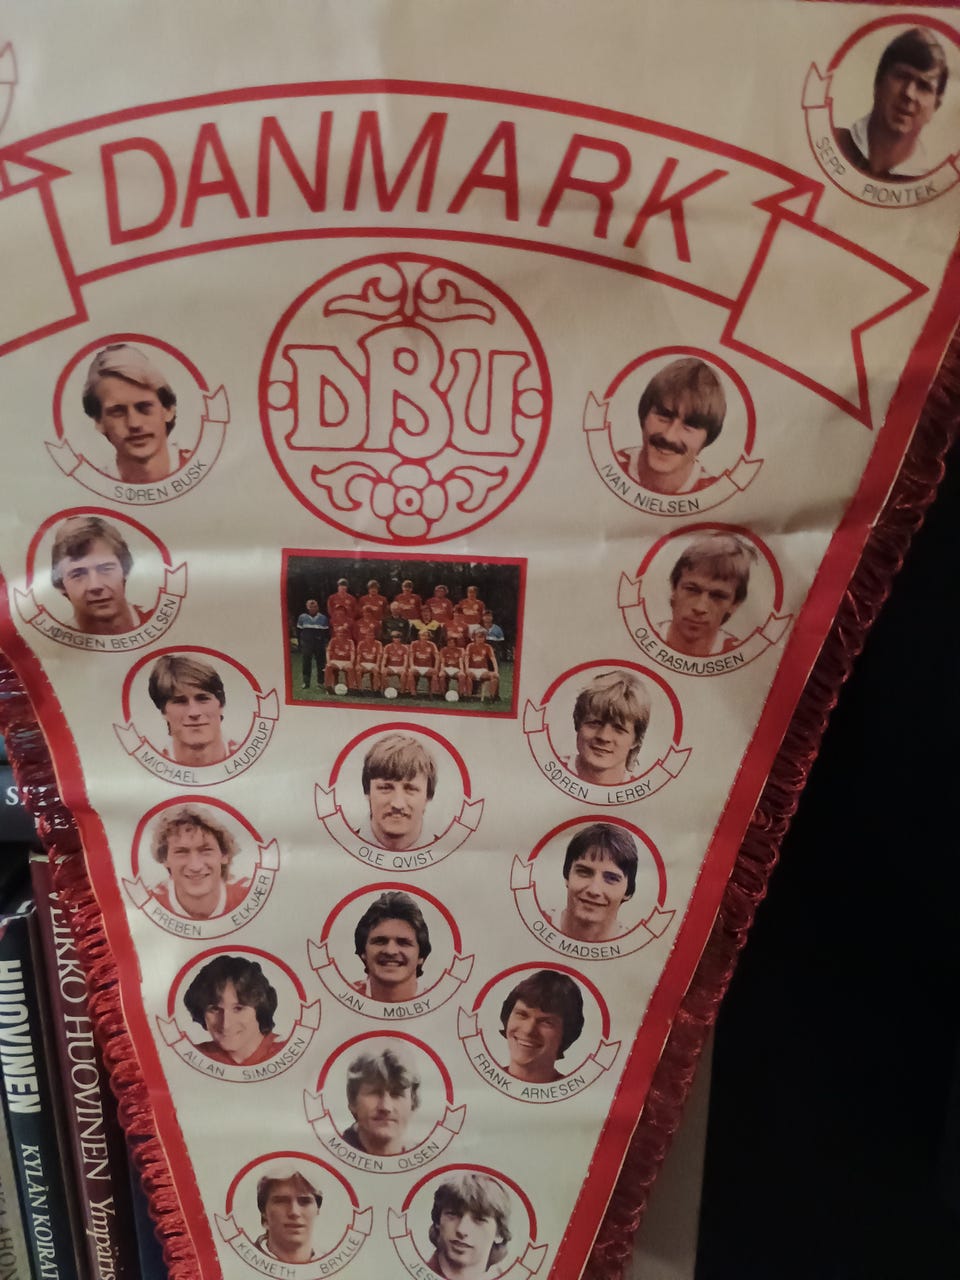 DANMARK
SEPP PIONTEK
DBU
SØREN BUSK
IVAN NIELSEN
J.JØRGEN BERTELSEN
OLE RASMUSSEN
MICHAEL LAUDRUP
SØREN LERBY
OLE QVIST
PREBEN ELKJÆR
OLE MADSEN
JAN MØLBY
ALLAN SIMONSEN
FRANK ARNESEN
MORTEN OLSEN
KENNETH BRYLLE
HUOVINEN
KYLÄN KOIRAT
VEIKKO HUOVINEN